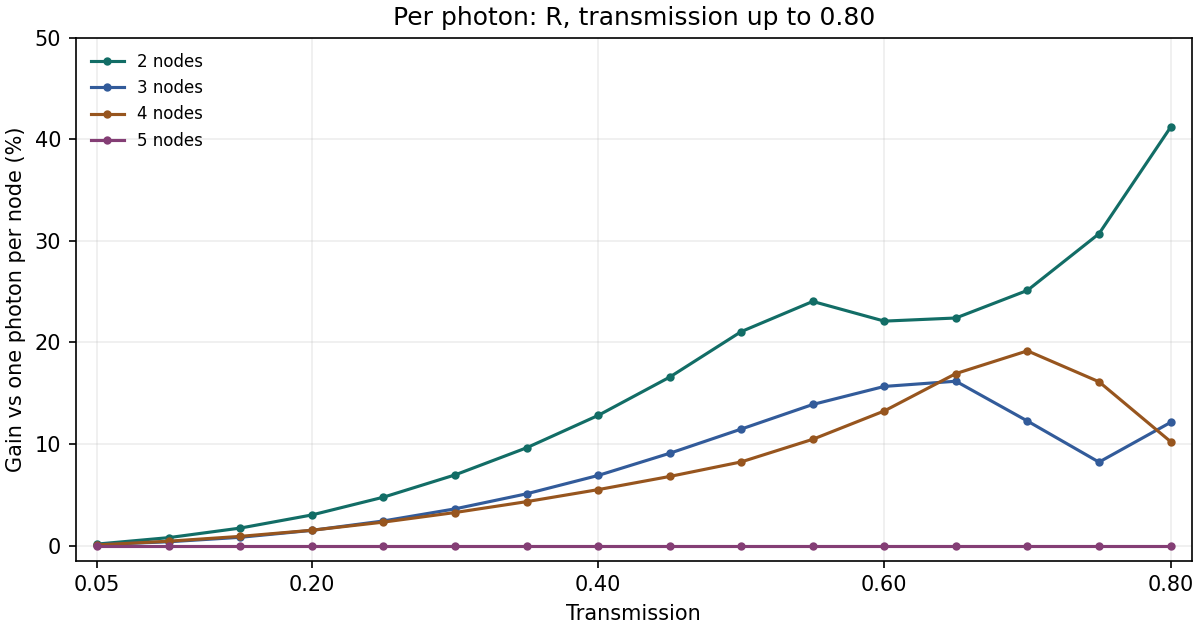 Per photon: R, transmission up to 0.80
Gain vs one photon per node (%)
50
40
30
20
10
0
2 nodes
3 nodes
4 nodes
5 nodes
0.05
0.20
0.40
0.60
0.80
Transmission